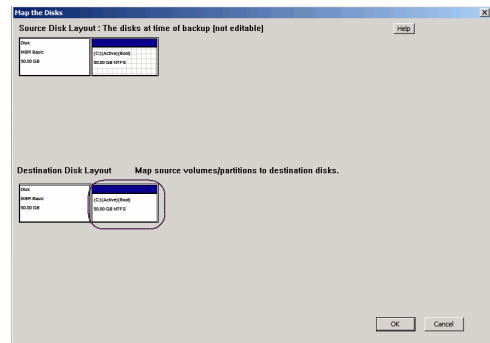 Map the Disks
Source Disk Layout : The disks at time of backup (not editable)
Help
Disk
MBR Basic
50.00 GB
(C:)(Active)(Boot)
50.00 GB NTFS
Destination Disk Layout Map source volumes/partitions to destination disks.
Disk
MBR Basic
50.00 GB
(C:)(Active)(Boot)
50.00 GB NTFS
OK Cancel